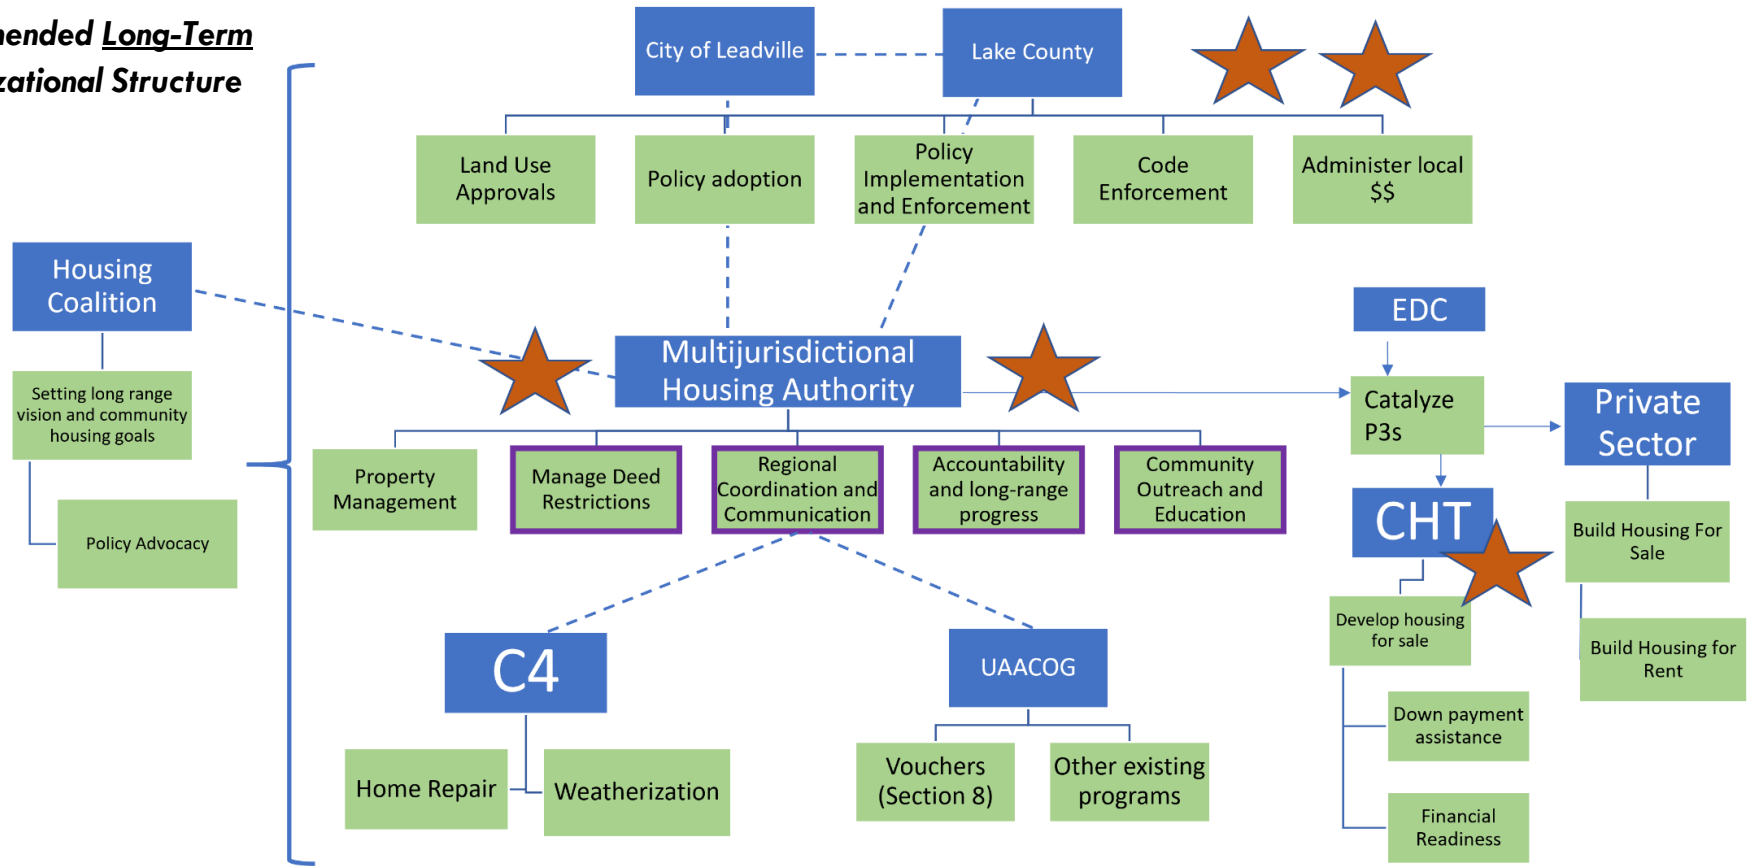 nended Long-Term
zational Structure
City of Leadville
Lake County
Land Use
Approvals
Policy adoption
Policy
Implementation
and Enforcement
Code
Enforcement
Administer local
$$
Housing
Coalition
Setting long range
vision and community
housing goals
Policy Advocacy
Multijurisdictional
Housing Authority
EDC
Catalyze
P3s
Private
Sector
Property
Management
Manage Deed
Restrictions
Regional
Coordination and
Communication
Accountability
and long-range
progress
Community
Outreach and
Education
CHT
Build Housing For
Sale
Build Housing for
Rent
Develop housing
for sale
Down payment
assistance
Financial
Readiness
C4
Home Repair
Weatherization
UAACOG
Vouchers
(Section 8)
Other existing
programs